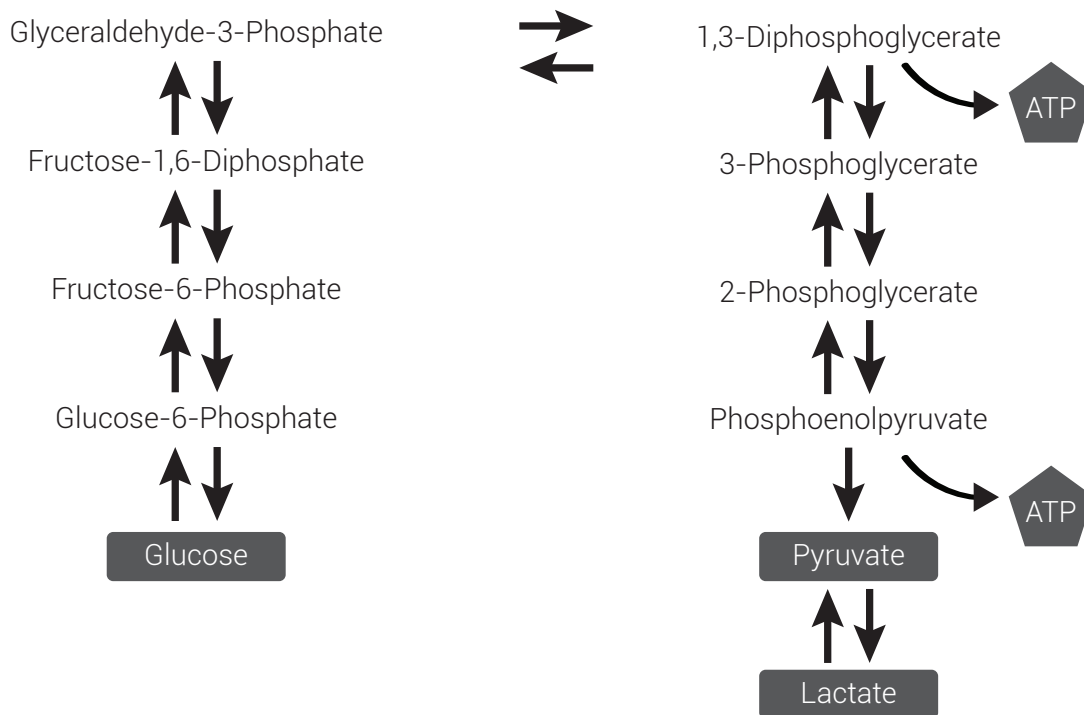 Glyceraldehyde-3-Phosphate
Fructose-1,6-Diphosphate
Fructose-6-Phosphate
Glucose-6-Phosphate
Glucose
1,3-Diphosphoglycerate
ATP
3-Phosphoglycerate
2-Phosphoglycerate
Phosphoenolpyruvate
ATP
Pyruvate
Lactate